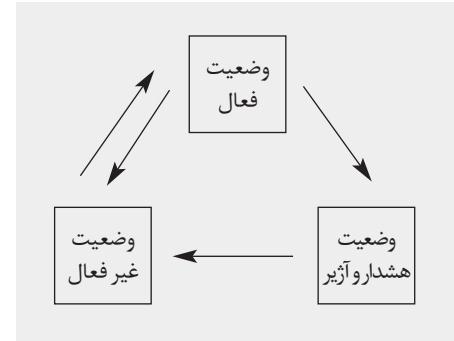 وضعیت
فعال
وضعیت
هشدار و آژیر
وضعیت
غیر فعال